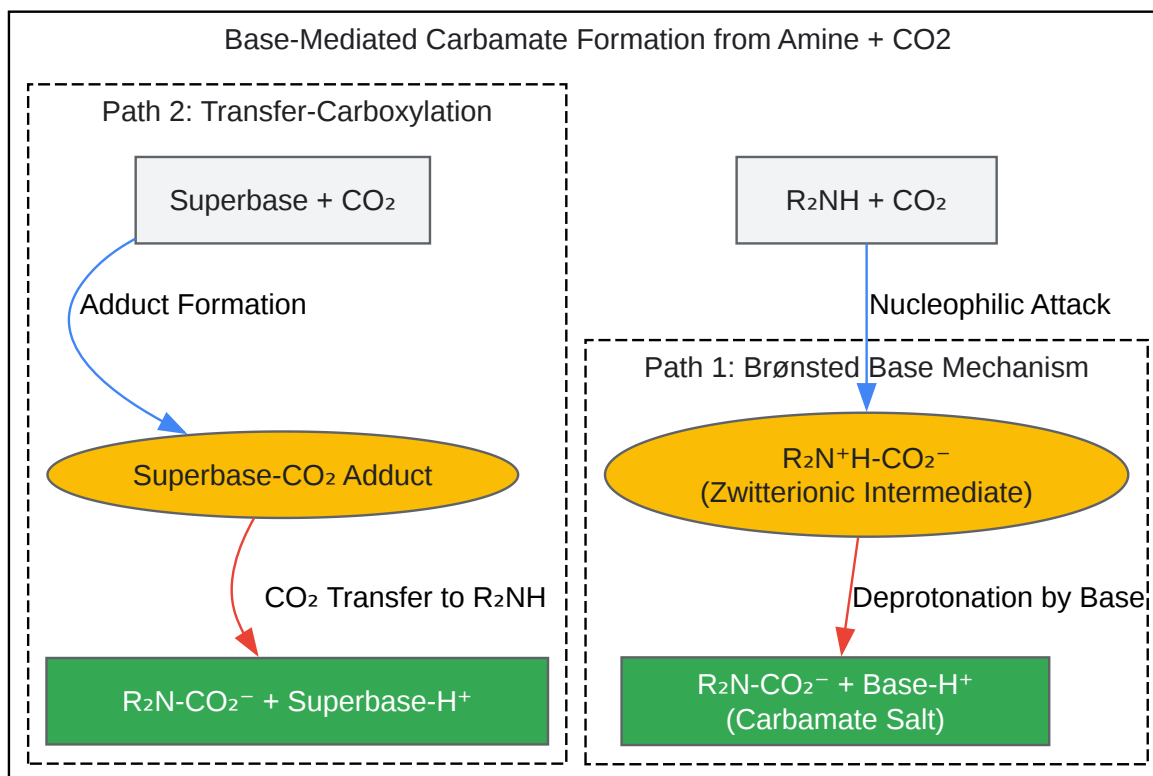 Base-Mediated Carbamate Formation from Amine + CO2
Path 2: Transfer-Carboxylation
Superbase + CO₂
Adduct Formation
Superbase-CO₂ Adduct
CO₂ Transfer to R₂NH
R₂N-CO₂⁻ + Superbase-H⁺
R₂NH + CO₂
Nucleophilic Attack
Path 1: Brønsted Base Mechanism
R₂N⁺H-CO₂⁻
(Zwitterionic Intermediate)
Deprotonation by Base
R₂N-CO₂⁻ + Base-H⁺
(Carbamate Salt)